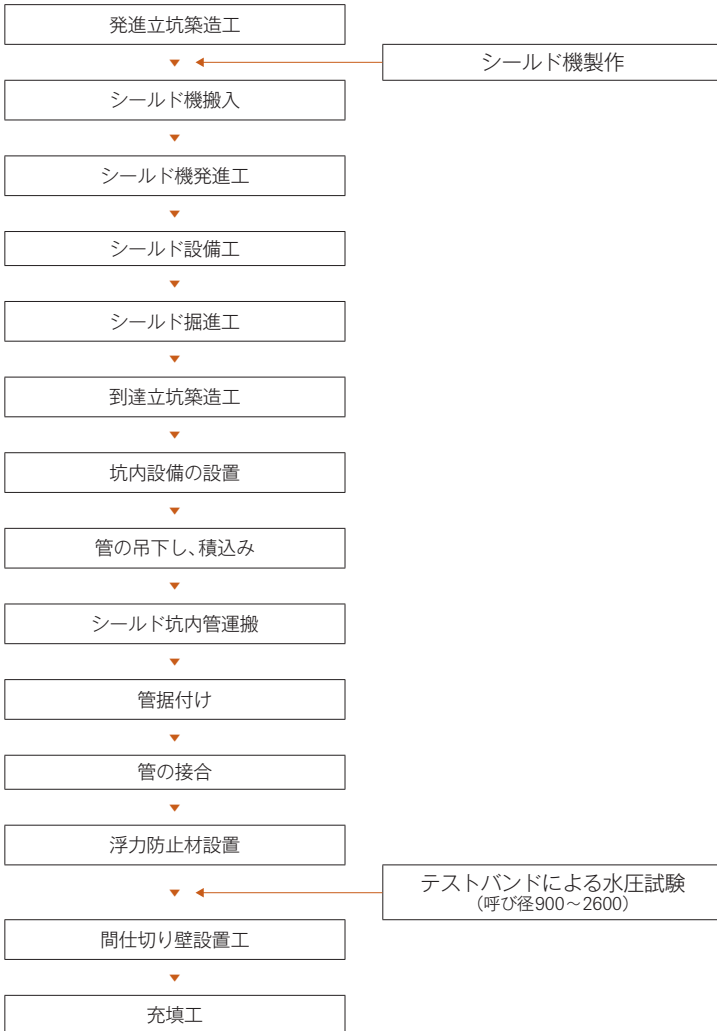 発進立坑築造工
シールド機製作
シールド機搬入
シールド機発進工
シールド設備工
シールド掘進工
到達立坑築造工
坑内設備の設置
管の吊下し、積込み
シールド坑内管運搬
管据付け
管の接合
浮力防止材設置
テストバンドによる水圧試験
（呼び径900～2600）
間仕切り壁設置工
充填工